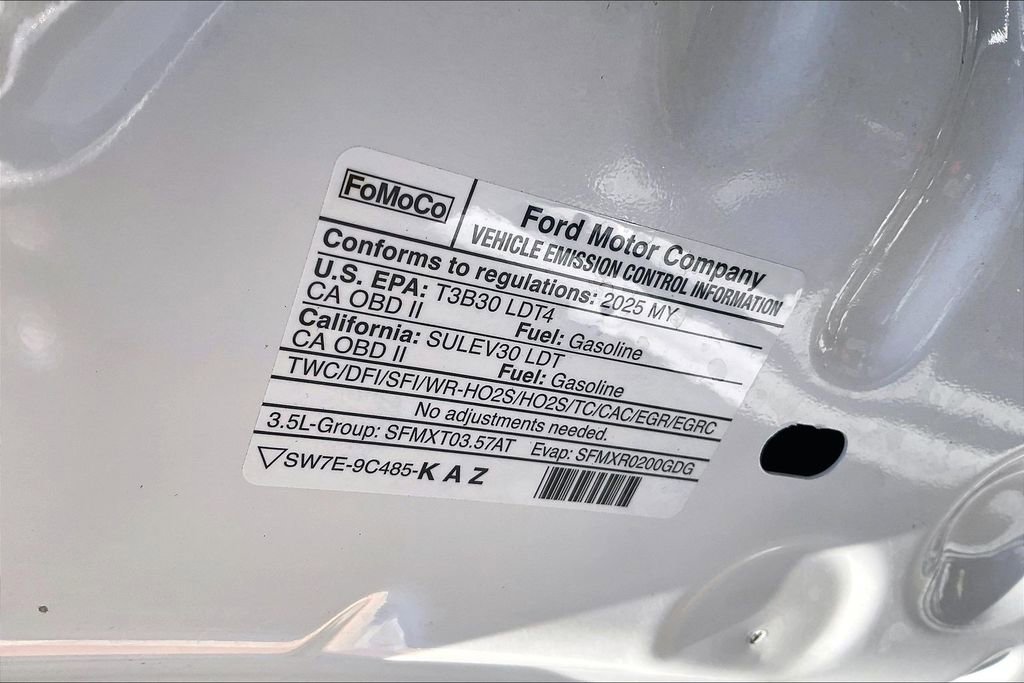 FoMoCo
Ford Motor Company
VEHICLE EMISSION CONTROL INFORMATION
Conforms to regulations: 2025 MY
U.S. EPA: T3B30 LDT4
CA OBD II Fuel: Gasoline
California: SULEV30 LDT
CA OBD II Fuel: Gasoline
TWC/DFI/SFI/WR-HO2S/HO2S/TC/CAC/EGR/EGRC
No adjustments needed.
3.5L-Group: SFMXT03.57AT Evap: SFMXR0200GDG
SW7E-9C485-KAZ